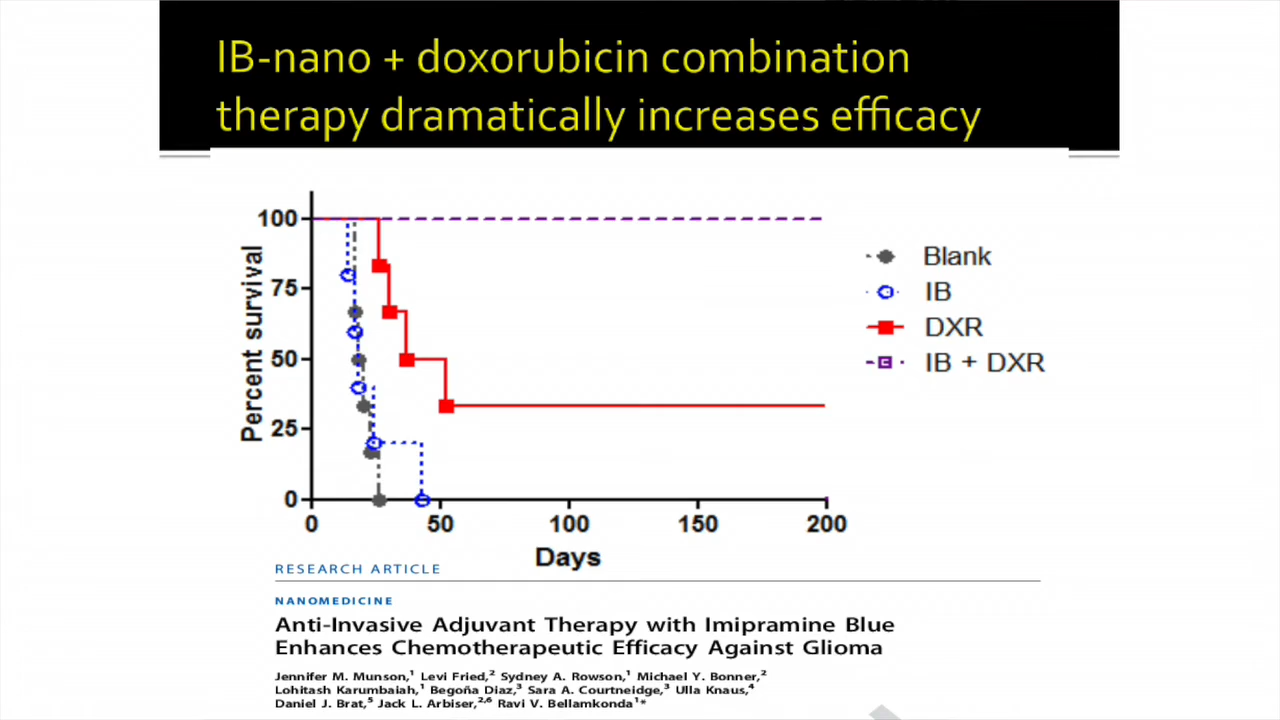 IB-nano + doxorubicin combination
therapy dramatically increases efficacy
Percent survival
100
75
50
25
0
0 50 100 150 200
Days
Blank
IB
DXR
IB + DXR
RESEARCH ARTICLE
NANOMEDICINE
Anti-Invasive Adjuvant Therapy with Imipramine Blue
Enhances Chemotherapeutic Efficacy Against Glioma
Jennifer M. Munson,¹ Levi Fried,² Sydney A. Rowson,¹ Michael Y. Bonner,²
Lohitash Karumbaiah,¹ Begoña Diaz,³ Sara A. Courtneidge,³ Ulla Knaus,⁴
Daniel J. Brat,⁵ Jack L. Arbiser,²,⁶ Ravi V. Bellamkonda¹*